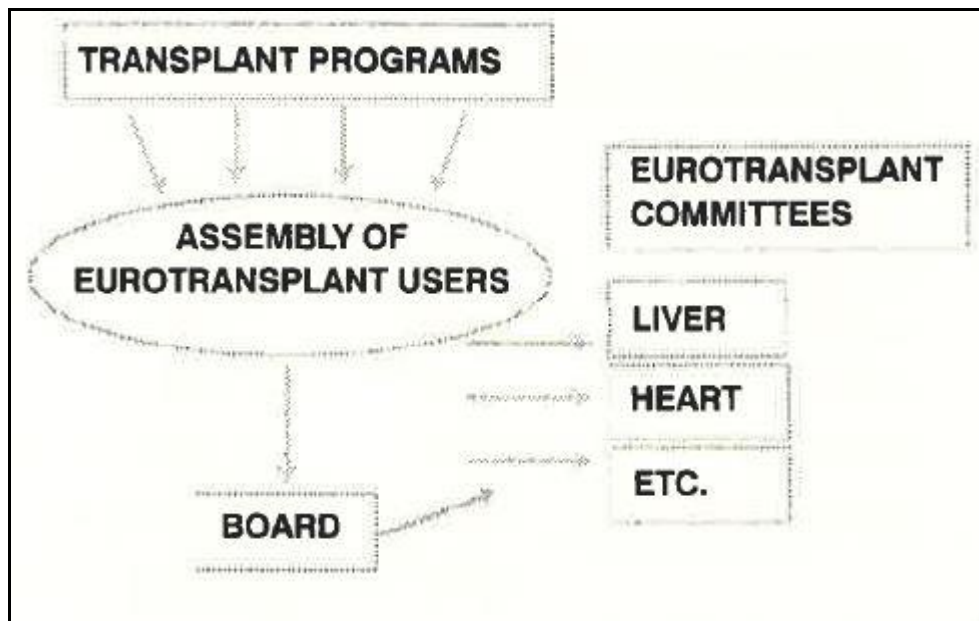 TRANSPLANT PROGRAMS
EUROTRANSPLANT
COMMITTEES
ASSEMBLY OF
EUROTRANSPLANT USERS
LIVER
HEART
ETC.
BOARD